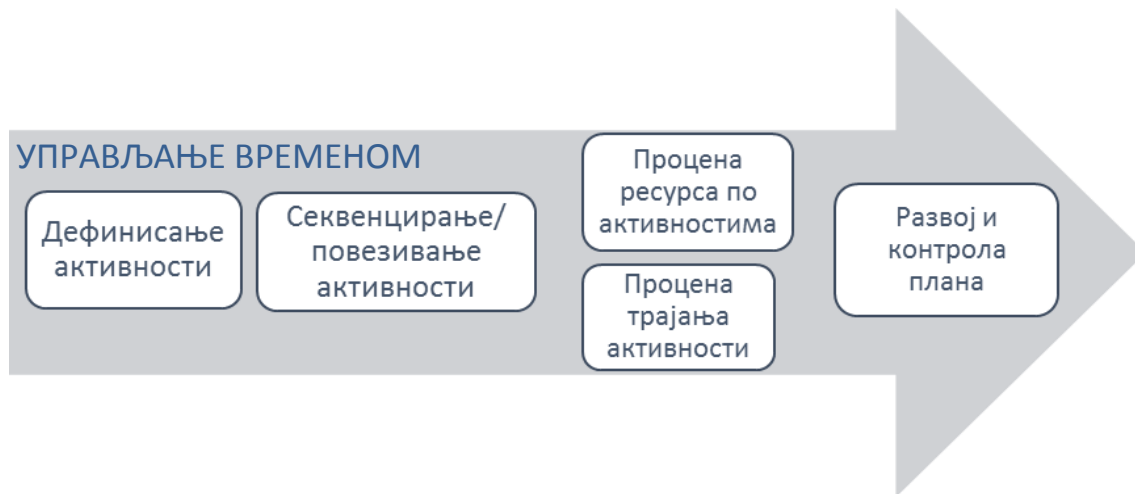 УПРАВЉАЊЕ ВРЕМЕНОМ
Дефинисање
активности
Секвенцирање/
повезивање
активности
Процена
ресурса по
активностима
Процена
трајања
активности
Развој и
контрола
плана